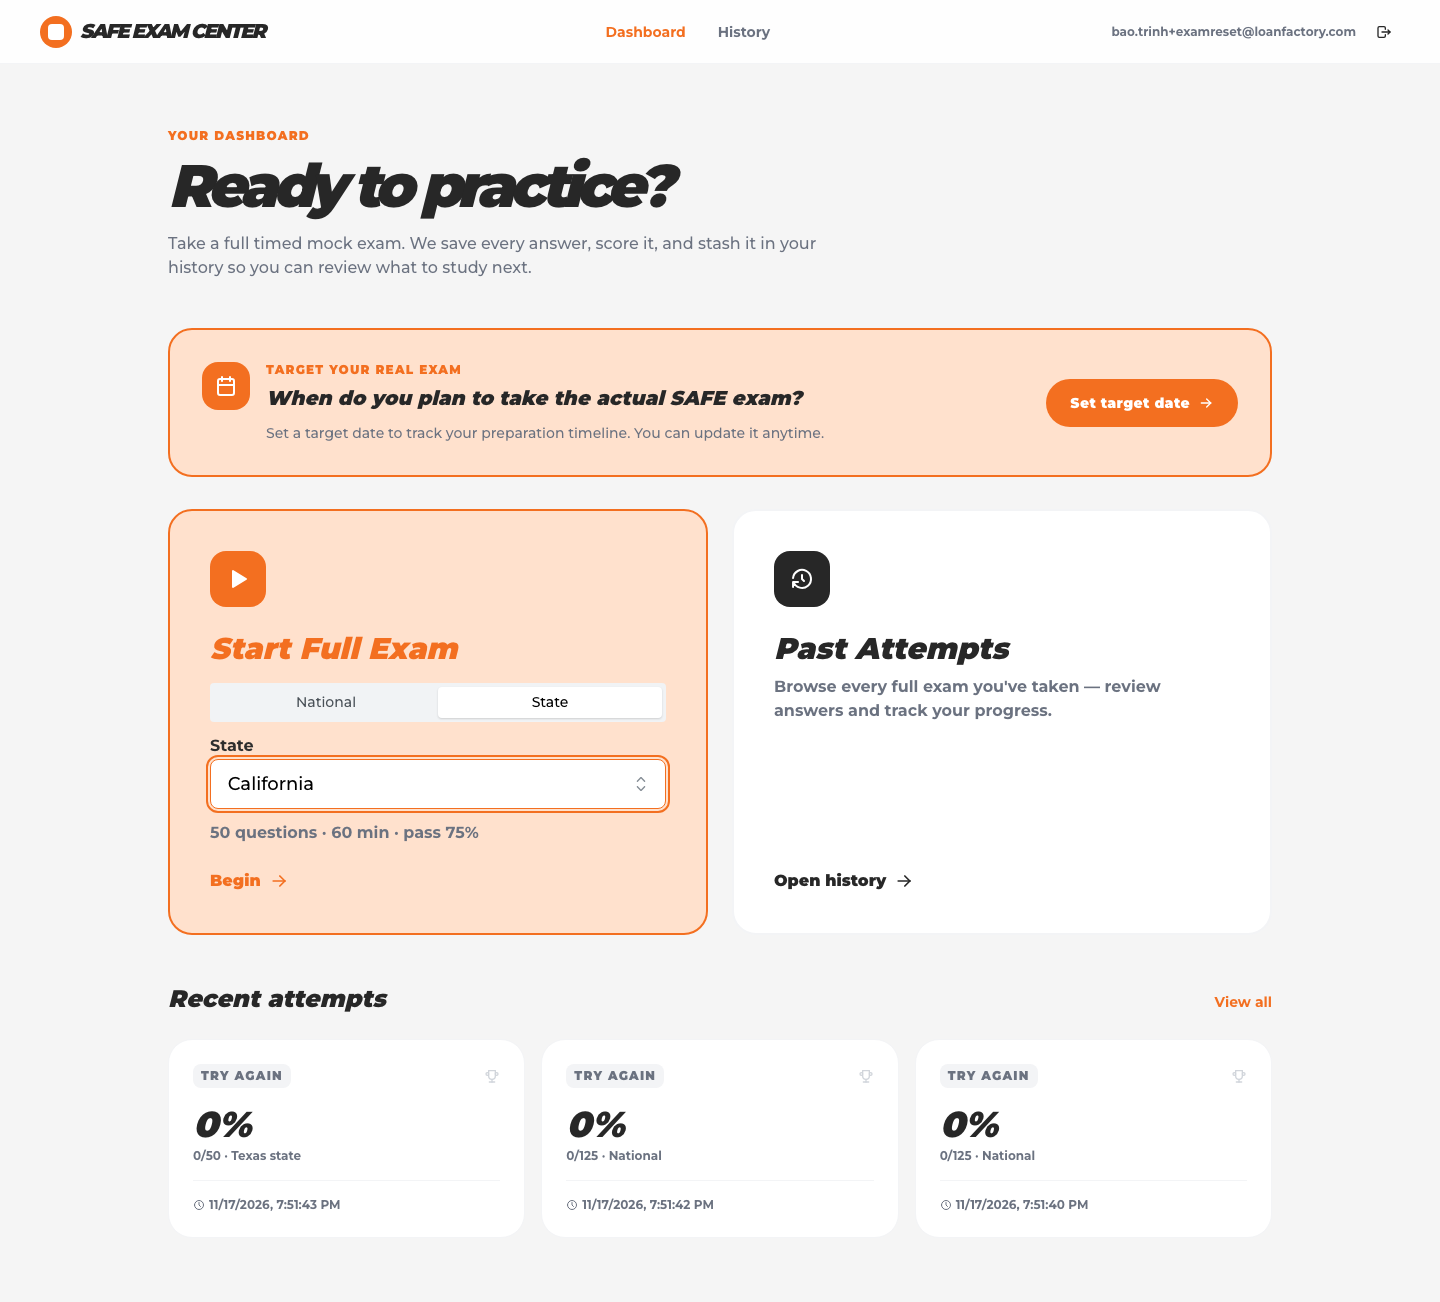 SAFE EXAM CENTER
Dashboard
History
bao.trinh+examreset@loanfactory.com
YOUR DASHBOARD
Ready to practice?
Take a full timed mock exam. We save every answer, score it, and stash it in your
history so you can review what to study next.
TARGET YOUR REAL EXAM
When do you plan to take the actual SAFE exam?
Set a target date to track your preparation timeline. You can update it anytime.
Set target date
Start Full Exam
National
State
State
California
50 questions · 60 min · pass 75%
Begin
Past Attempts
Browse every full exam you've taken — review
answers and track your progress.
Open history
Recent attempts
View all
TRY AGAIN
0%
0/50 · Texas state
11/17/2026, 7:51:43 PM
TRY AGAIN
0%
0/125 · National
11/17/2026, 7:51:42 PM
TRY AGAIN
0%
0/125 · National
11/17/2026, 7:51:40 PM